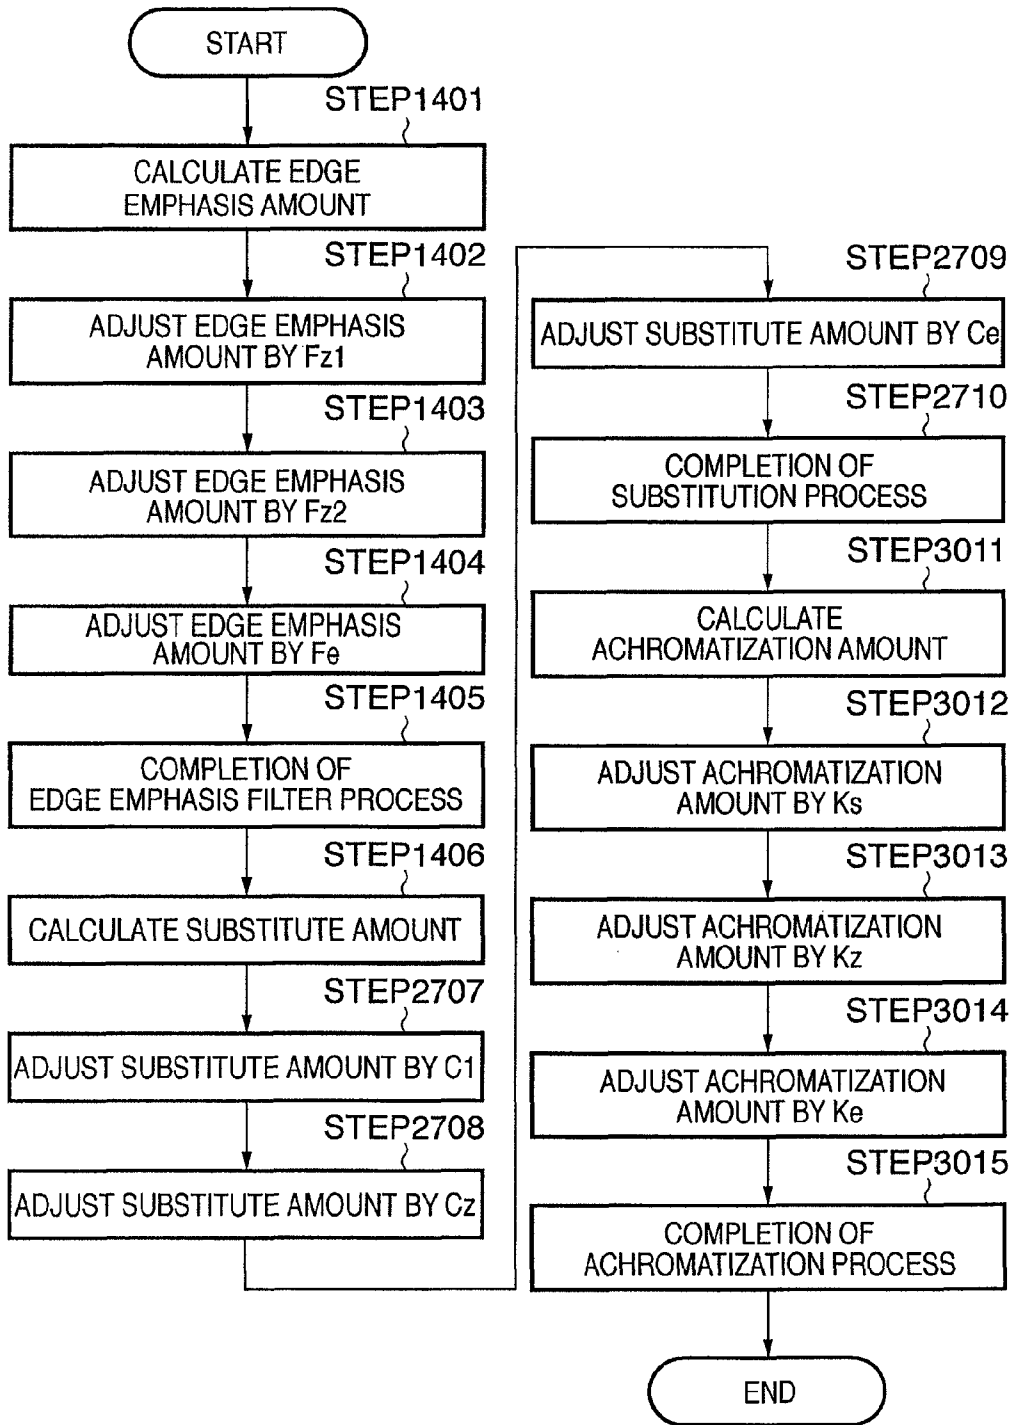 START
STEP1401
CALCULATE EDGE
EMPHASIS AMOUNT
STEP1402
ADJUST EDGE EMPHASIS
AMOUNT BY Fz1
STEP1403
ADJUST EDGE EMPHASIS
AMOUNT BY Fz2
STEP1404
ADJUST EDGE EMPHASIS
AMOUNT BY Fe
STEP1405
COMPLETION OF
EDGE EMPHASIS FILTER PROCESS
STEP1406
CALCULATE SUBSTITUTE AMOUNT
STEP2707
ADJUST SUBSTITUTE AMOUNT BY C1
STEP2708
ADJUST SUBSTITUTE AMOUNT BY Cz
STEP2709
ADJUST SUBSTITUTE AMOUNT BY Ce
STEP2710
COMPLETION OF
SUBSTITUTION PROCESS
STEP3011
CALCULATE
ACHROMATIZATION AMOUNT
STEP3012
ADJUST ACHROMATIZATION
AMOUNT BY Ks
STEP3013
ADJUST ACHROMATIZATION
AMOUNT BY Kz
STEP3014
ADJUST ACHROMATIZATION
AMOUNT BY Ke
STEP3015
COMPLETION OF
ACHROMATIZATION PROCESS
END